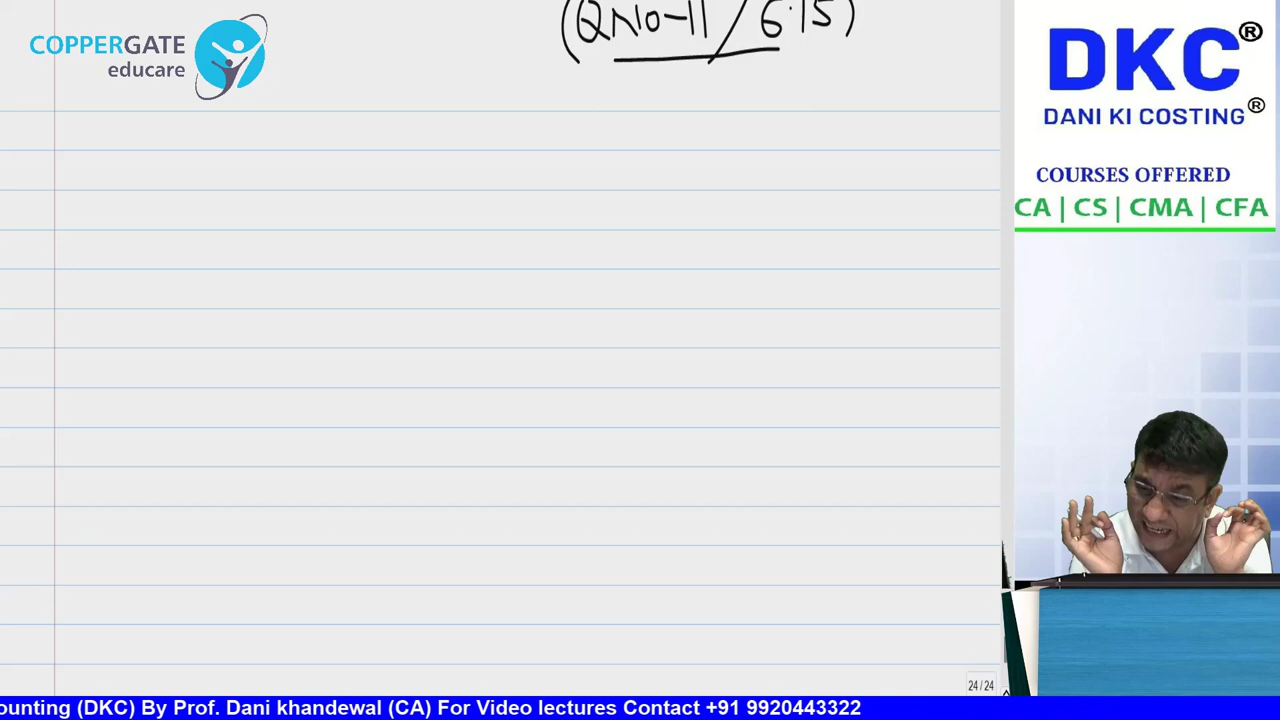 (QNo-11 / 6.15)
COPPERGATE
educare
DKC®
DANI KI COSTING®
COURSES OFFERED
CA | CS | CMA | CFA
24 / 24
ounting (DKC) By Prof. Dani khandewal (CA) For Video lectures Contact +91 9920443322